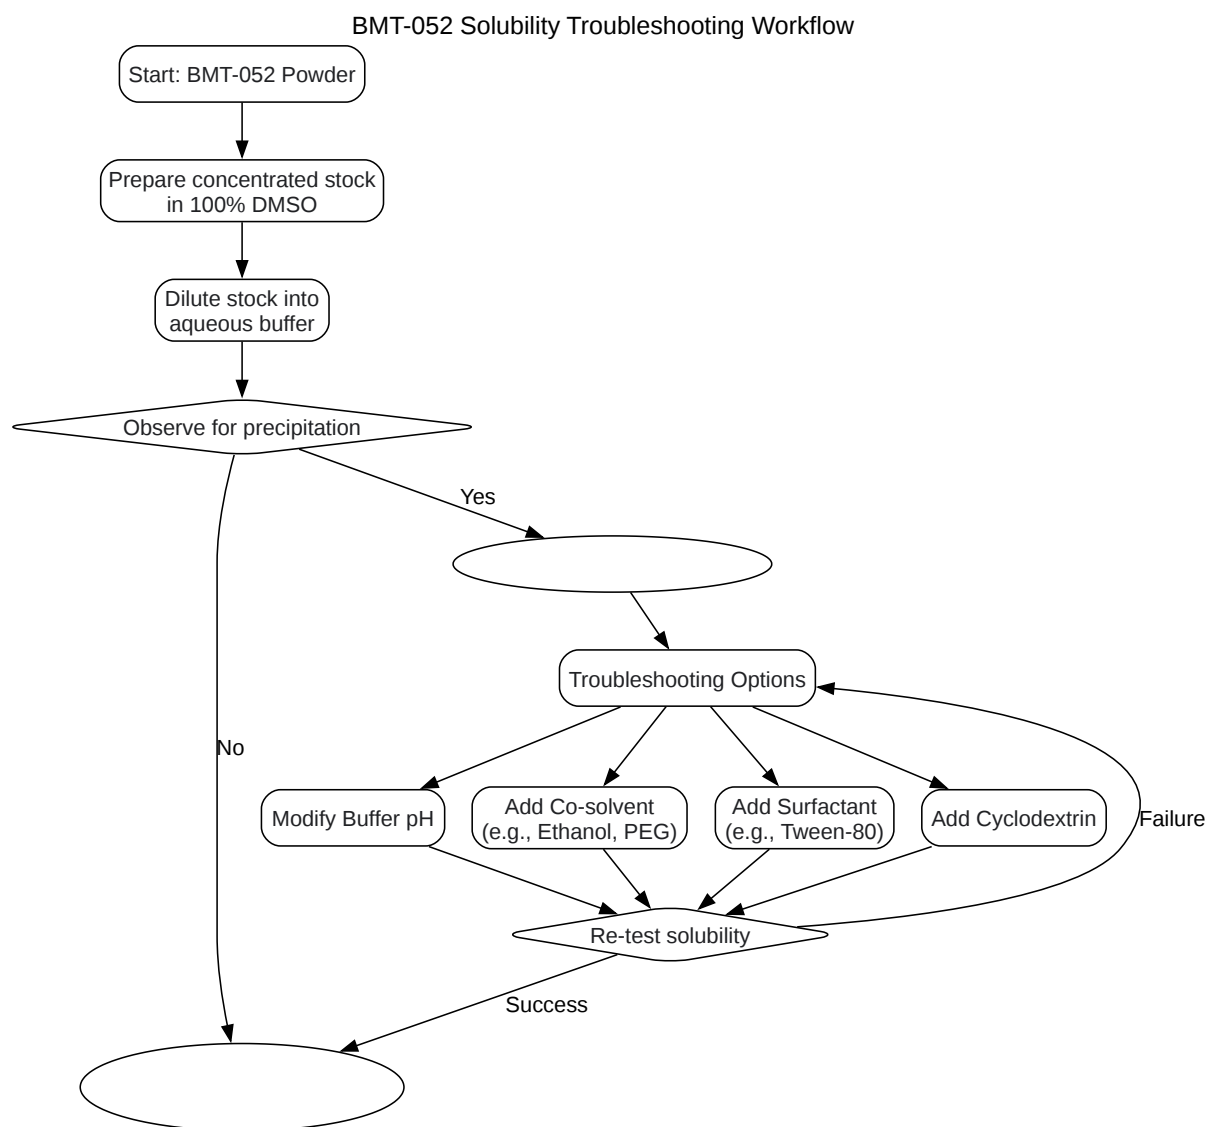 BMT-052 Solubility Troubleshooting Workflow
Start: BMT-052 Powder
Prepare concentrated stock
in 100% DMSO
Dilute stock into
aqueous buffer
Observe for precipitation
Yes
Troubleshooting Options
No
Modify Buffer pH
Add Co-solvent
(e.g., Ethanol, PEG)
Add Surfactant
(e.g., Tween-80)
Add Cyclodextrin
Failure
Re-test solubility
Success